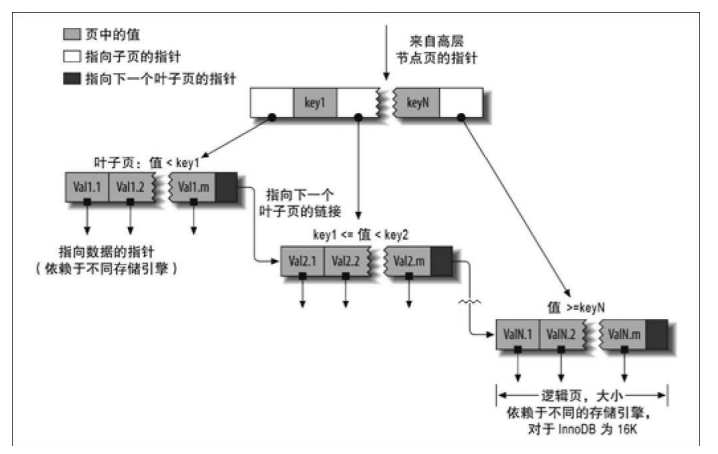 页中的值
指向子页的指针
指向下一个叶子页的指针
来自高层
节点页的指针
key1
keyN
叶子页：值 < key1
Val1.1
Val1.2
Val1.m
指向下一个
叶子页的链接
指向数据的指针
（依赖于不同存储引擎）
key1 <= 值 < key2
Val2.1
Val2.2
Val2.m
值 >=keyN
ValN.1
ValN.2
ValN.m
逻辑页，大小
依赖于不同的存储引擎，
对于 InnoDB 为 16K